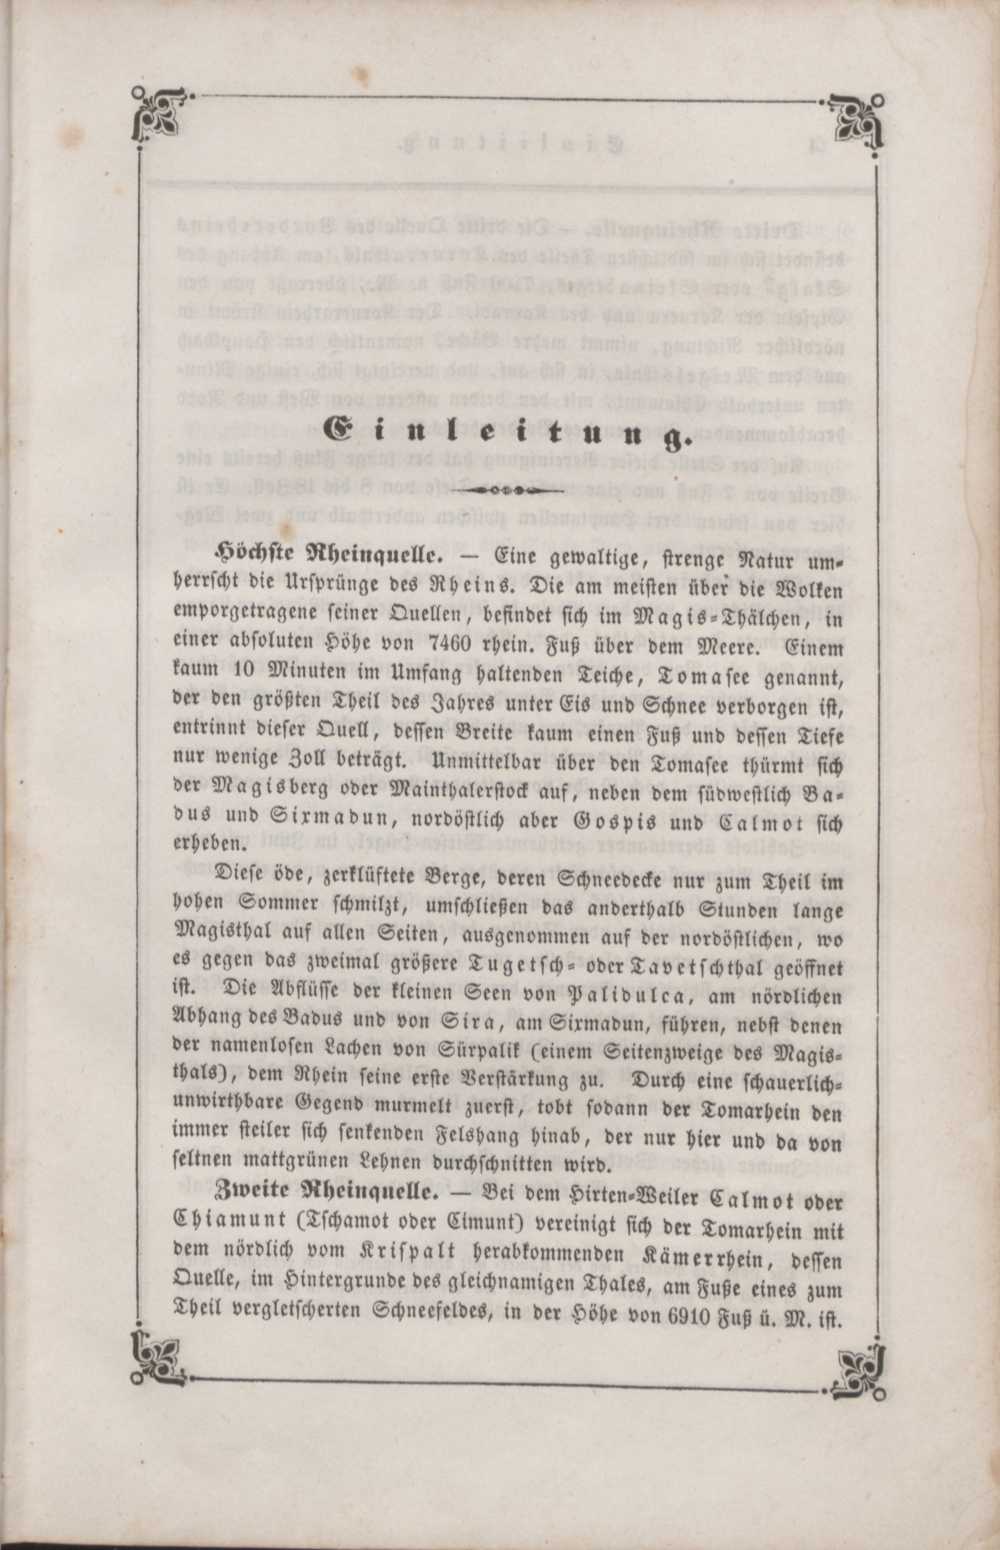 Einleitung.
Höchste Rheinquelle. — Eine gewaltige, strenge Natur um-
herrscht die Ursprünge des Rheins. Die am meisten über die Wolken
emporgetragene seiner Quellen, befindet sich im Magis-Thälchen, in
einer absoluten Höhe von 7460 rhein. Fuß über dem Meere. Einem
kaum 10 Minuten im Umfang haltenden Teiche, Tomasee genannt,
der den größten Theil des Jahres unter Eis und Schnee verborgen ist,
entrinnt dieser Quell, dessen Breite kaum einen Fuß und dessen Tiefe
nur wenige Zoll beträgt. Unmittelbar über den Tomasee thürmt sich
der Magisberg oder Mainthalerstock auf, neben dem südwestlich Ba-
dus und Sixmadun, nordöstlich aber Gospis und Calmot sich
erheben.
Diese öde, zerklüftete Berge, deren Schneedecke nur zum Theil im
hohen Sommer schmilzt, umschließen das anderthalb Stunden lange
Magisthal auf allen Seiten, ausgenommen auf der nordöstlichen, wo
es gegen das zweimal größere Tugetsch- oder Tavetschthal geöffnet
ist. Die Abflüsse der kleinen Seen von Palidulca, am nördlichen
Abhang des Badus und von Sira, am Sixmadun, führen, nebst denen
der namenlosen Lachen von Sürpalik (einem Seitenzweige des Magis-
thals), dem Rhein seine erste Verstärkung zu. Durch eine schauerlich-
unwirthbare Gegend murmelt zuerst, tobt sodann der Tomarhein den
immer steiler sich senkenden Felshang hinab, der nur hier und da von
seltnen mattgrünen Lehnen durchschnitten wird.
Zweite Rheinquelle. — Bei dem Hirten-Weiler Calmot oder
Chiamunt (Tschamot oder Cimunt) vereinigt sich der Tomarhein mit
dem nördlich vom Krispalt herabkommenden Kämerrhein, dessen
Quelle, im Hintergrunde des gleichnamigen Thales, am Fuße eines zum
Theil vergletscherten Schneefeldes, in der Höhe von 6910 Fuß ü. M. ist.